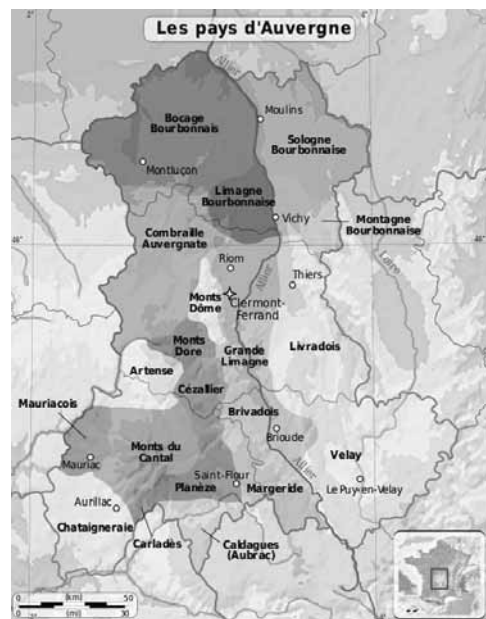 Les pays d'Auvergne
Allier
Moulins
Bocage
Bourbonnais
Sologne
Bourbonnaise
Montluçon
Limagne
Bourbonnaise
Vichy
Montagne
Bourbonnaise
Combraille
Auvergnate
46°
46°
Riom
Allier
Thiers
Loire
Monts
Dôme
Clermont-
Ferrand
Monts
Dore
Livradois
Grande
Limagne
Artense
Cézallier
Mauriacois
Brivadois
Brioude
Monts du
Cantal
Velay
Mauriac
Saint-Flour
Allier
Le Puy-en-Velay
Planèze
Margeride
Aurillac
Chataigneraie
Carladès
Caldagues
(Aubrac)
0 (km) 50
0 (mi) 30